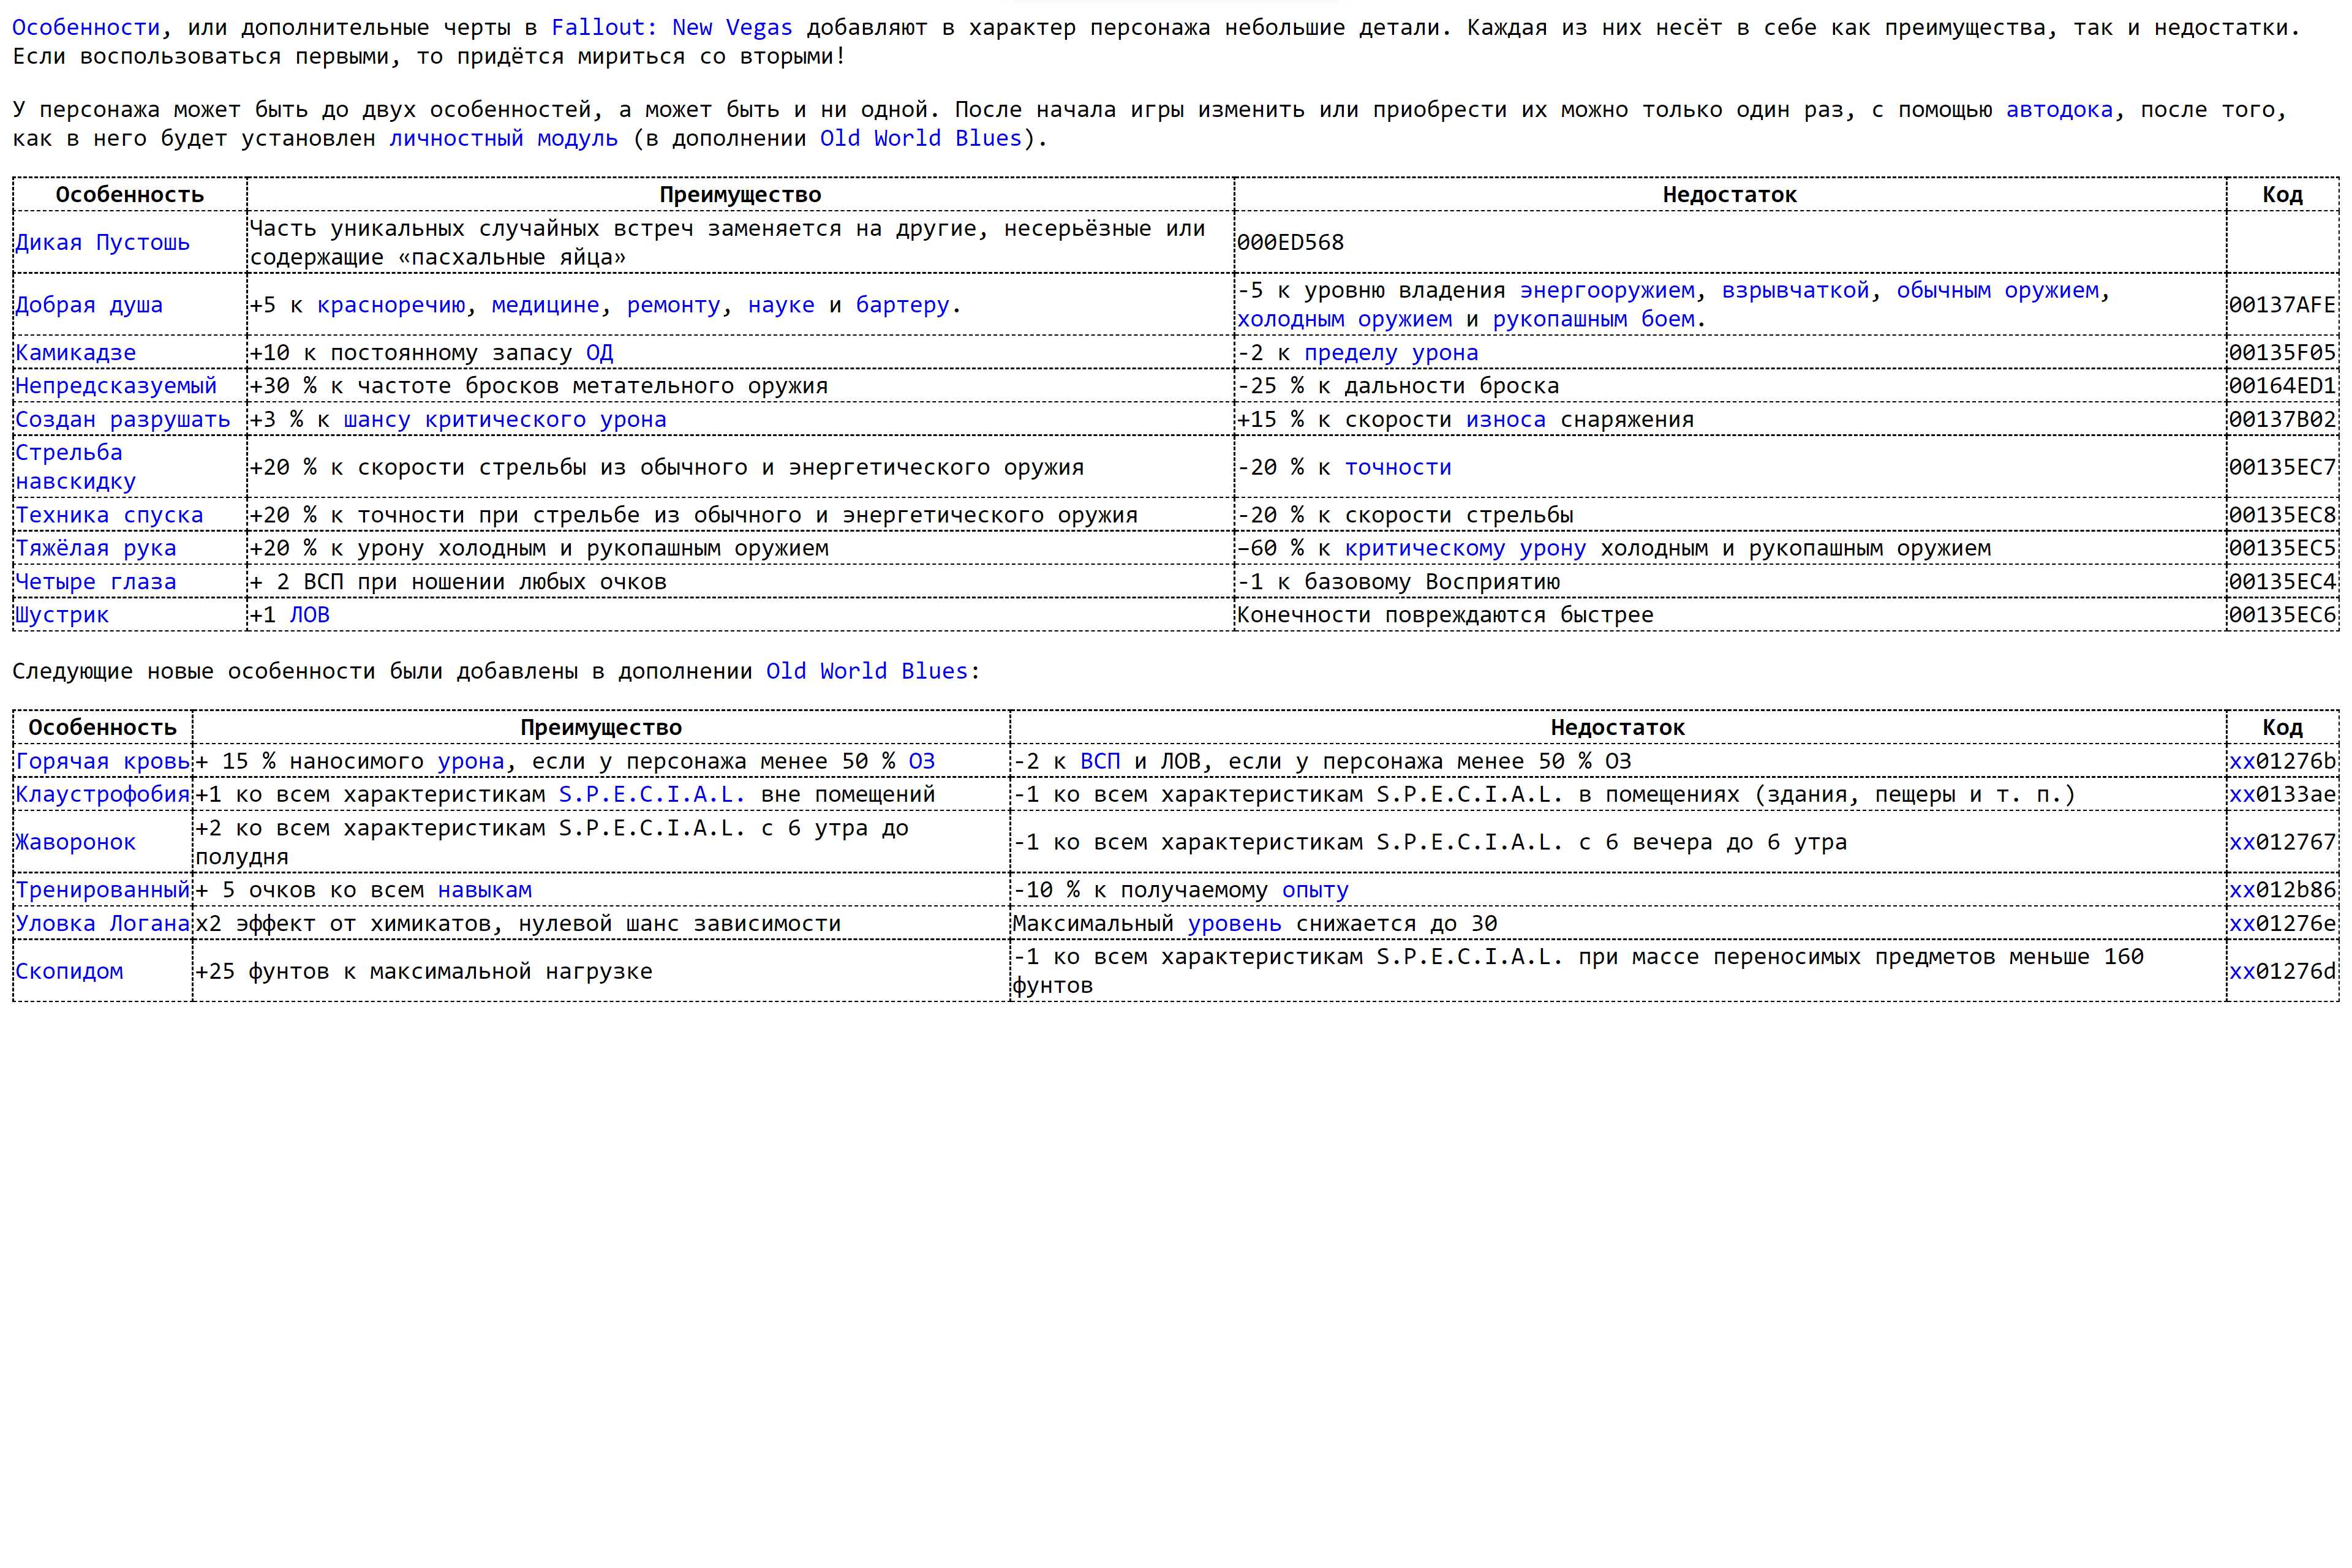 Особенности, или дополнительные черты в Fallout: New Vegas добавляют в характер персонажа небольшие детали. Каждая из них несёт в себе как преимущества, так и недостатки.
Если воспользоваться первыми, то придётся мириться со вторыми!
У персонажа может быть до двух особенностей, а может быть и ни одной. После начала игры изменить или приобрести их можно только один раз, с помощью автодока, после того,
как в него будет установлен личностный модуль (в дополнении Old World Blues).
Особенность Преимущество Недостаток Код
Дикая Пустошь Часть уникальных случайных встреч заменяется на другие, несерьёзные или
содержащие «пасхальные яйца» 000ED568
Добрая душа +5 к красноречию, медицине, ремонту, науке и бартеру. -5 к уровню владения энергооружием, взрывчаткой, обычным оружием,
холодным оружием и рукопашным боем. 00137AFE
Камикадзе +10 к постоянному запасу ОД -2 к пределу урона 00135F05
Непредсказуемый +30 % к частоте бросков метательного оружия -25 % к дальности броска 00164ED1
Создан разрушать +3 % к шансу критического урона +15 % к скорости износа снаряжения 00137B02
Стрельба
навскидку +20 % к скорости стрельбы из обычного и энергетического оружия -20 % к точности 00135EC7
Техника спуска +20 % к точности при стрельбе из обычного и энергетического оружия -20 % к скорости стрельбы 00135EC8
Тяжёлая рука +20 % к урону холодным и рукопашным оружием −60 % к критическому урону холодным и рукопашным оружием 00135EC5
Четыре глаза + 2 ВСП при ношении любых очков -1 к базовому Восприятию 00135EC4
Шустрик +1 ЛОВ Конечности повреждаются быстрее 00135EC6
Следующие новые особенности были добавлены в дополнении Old World Blues:
Особенность Преимущество Недостаток Код
Горячая кровь + 15 % наносимого урона, если у персонажа менее 50 % ОЗ -2 к ВСП и ЛОВ, если у персонажа менее 50 % ОЗ xx01276b
Клаустрофобия +1 ко всем характеристикам S.P.E.C.I.A.L. вне помещений -1 ко всем характеристикам S.P.E.C.I.A.L. в помещениях (здания, пещеры и т. п.) xx0133ae
Жаворонок +2 ко всем характеристикам S.P.E.C.I.A.L. с 6 утра до
полудня -1 ко всем характеристикам S.P.E.C.I.A.L. с 6 вечера до 6 утра xx012767
Тренированный + 5 очков ко всем навыкам -10 % к получаемому опыту xx012b86
Уловка Логана x2 эффект от химикатов, нулевой шанс зависимости Максимальный уровень снижается до 30 xx01276e
Скопидом +25 фунтов к максимальной нагрузке -1 ко всем характеристикам S.P.E.C.I.A.L. при массе переносимых предметов меньше 160
фунтов xx01276d